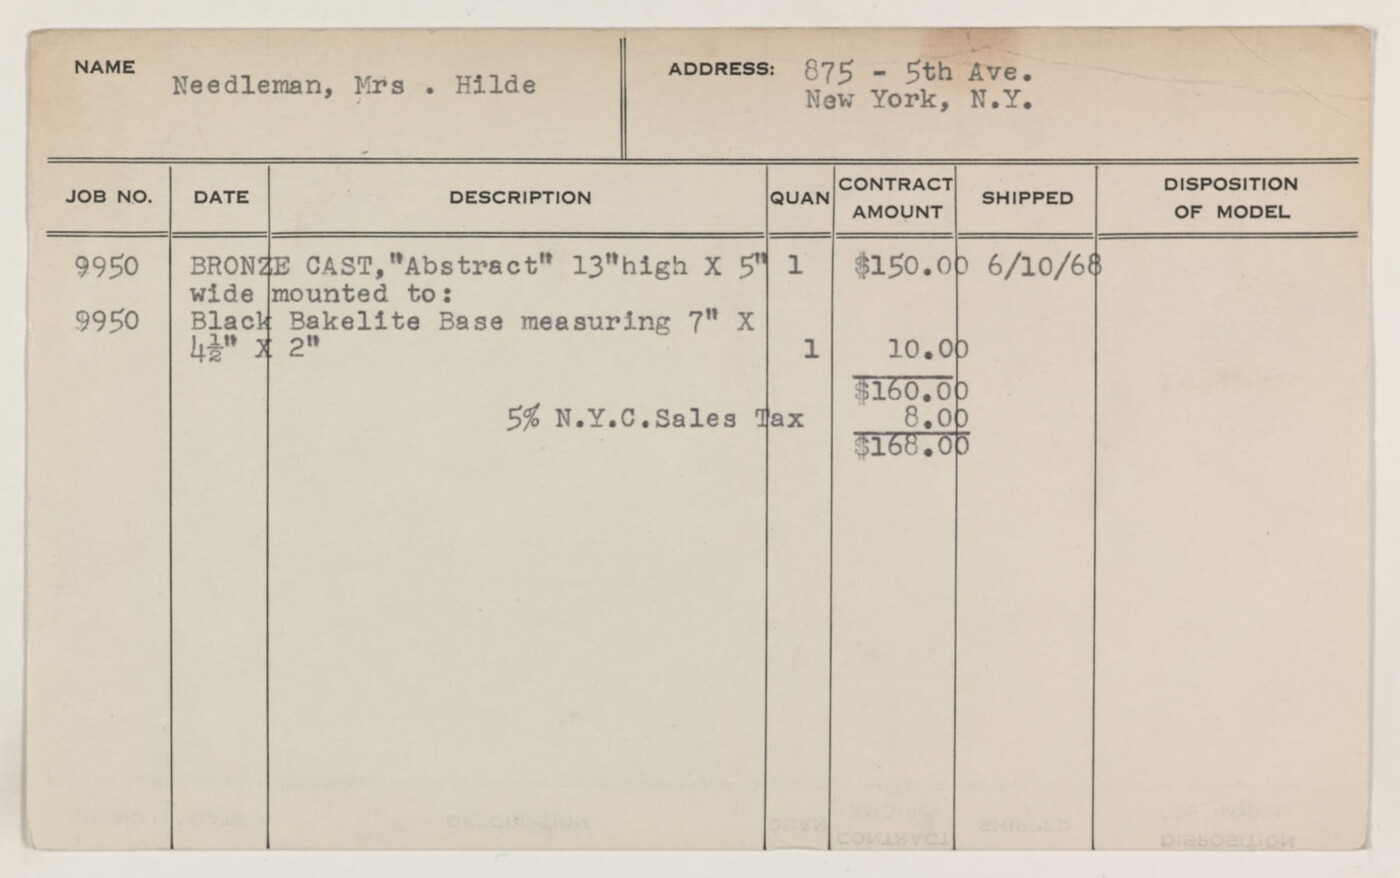 NAME Needleman, Mrs . Hilde
ADDRESS: 875 - 5th Ave.
New York, N.Y.
JOB NO. DATE DESCRIPTION QUAN CONTRACT AMOUNT SHIPPED DISPOSITION OF MODEL
9950 BRONZE CAST,"Abstract" 13"high X 5" 1 $150.00 6/10/68
wide mounted to:
9950 Black Bakelite Base measuring 7" X
4½" X 2" 1 10.00
$160.00
5% N.Y.C.Sales Tax 8.00
$168.00